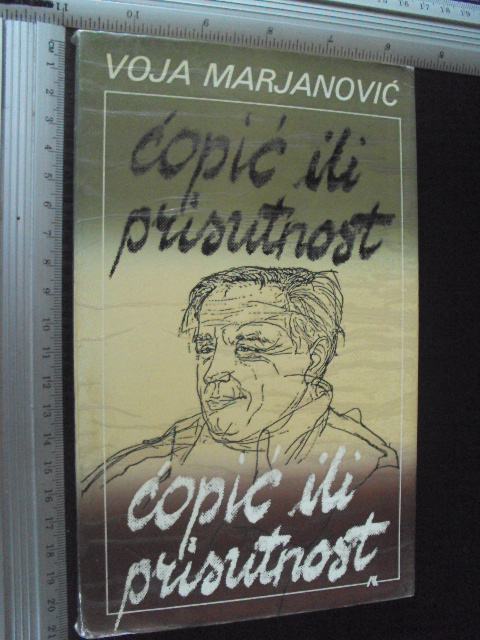 VOJA MARJANOVIĆ
ćopić ili
prisutnost
ćopić ili
prisutnost